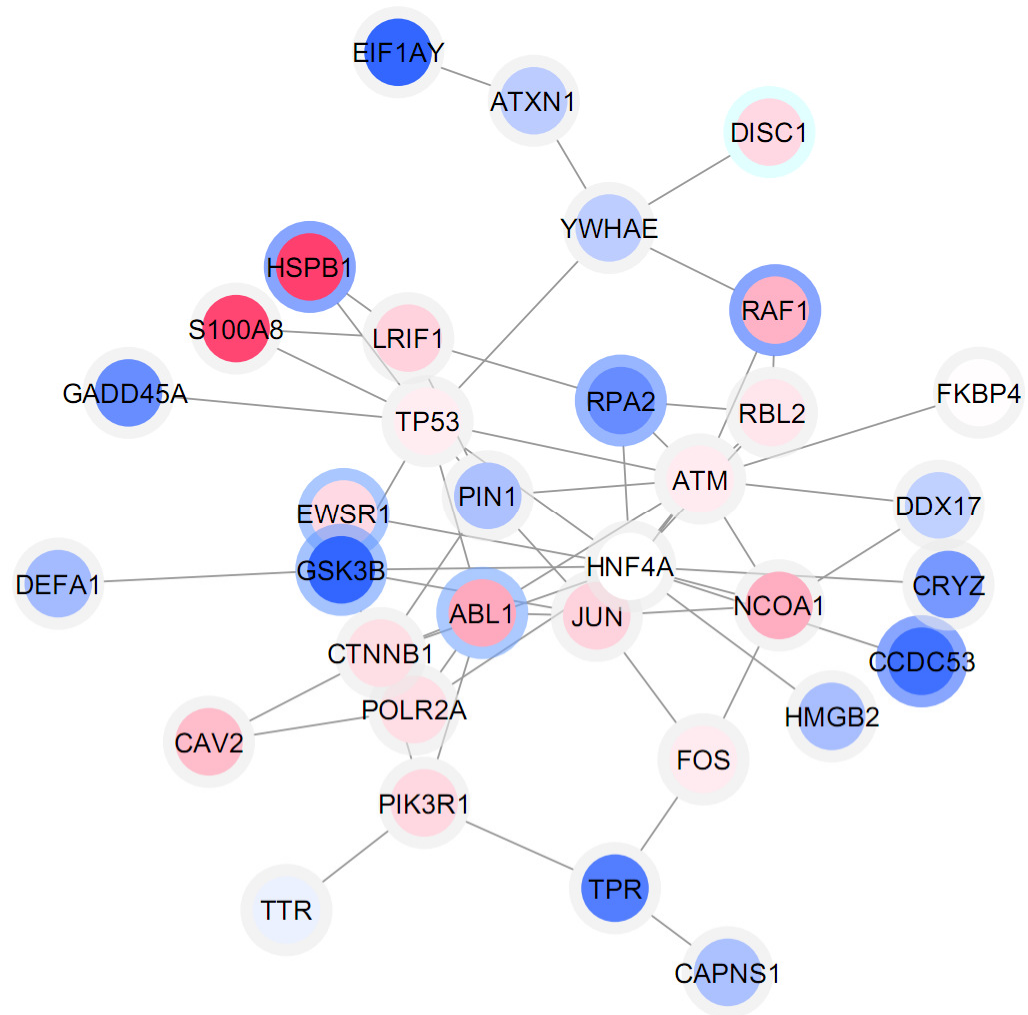 EIF1AY
ATXN1
DISC1
YWHAE
HSPB1
RAF1
S100A8
LRIF1
GADD45A
RPA2
FKBP4
TP53
RBL2
ATM
PIN1
DDX17
EWSR1
HNF4A
GSK3B
DEFA1
CRYZ
ABL1
JUN
NCOA1
CTNNB1
CCDC53
POLR2A
HMGB2
CAV2
FOS
PIK3R1
TPR
TTR
CAPNS1